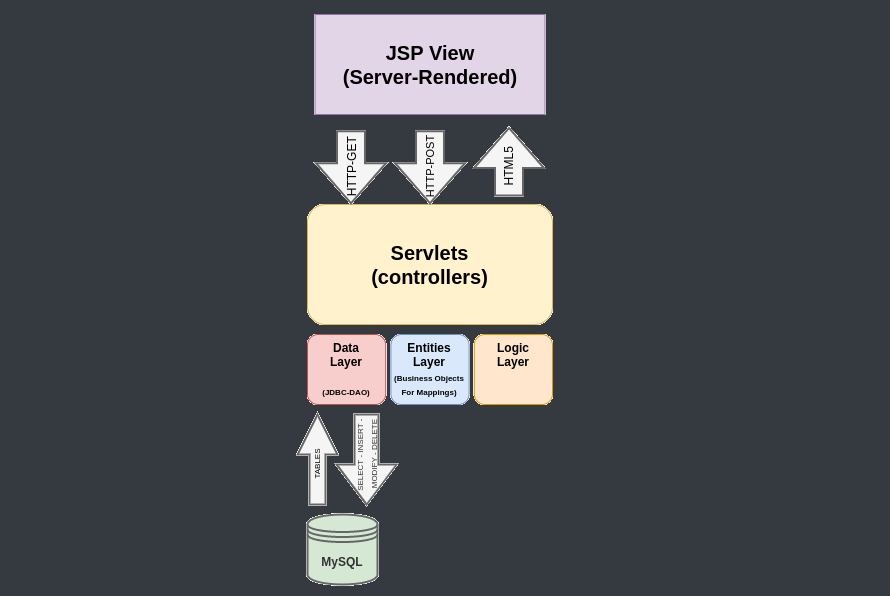 JSP View
(Server-Rendered)
HTTP-GET
HTTP-POST
HTML5
Servlets
(controllers)
Data
Layer
(JDBC-DAO)
Entities
Layer
(Business Objects
For Mappings)
Logic
Layer
TABLES
SELECT - INSERT -
MODIFY - DELETE
MySQL